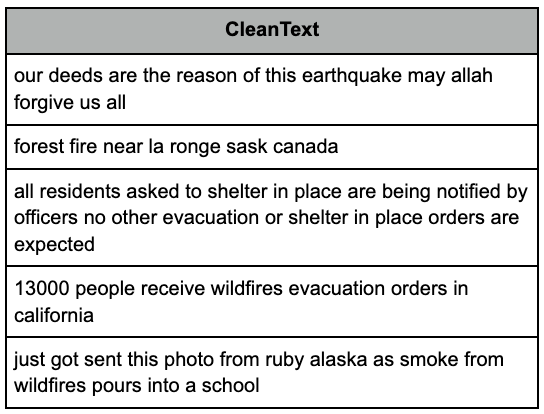 CleanText
our deeds are the reason of this earthquake may allah
forgive us all
forest fire near la ronge sask canada
all residents asked to shelter in place are being notified by
officers no other evacuation or shelter in place orders are
expected
13000 people receive wildfires evacuation orders in
california
just got sent this photo from ruby alaska as smoke from
wildfires pours into a school